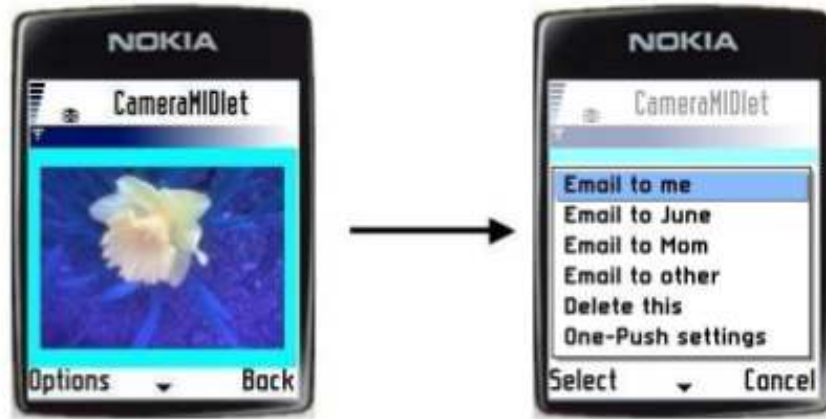 NOKIA
CameraMIDlet
Options
Back
NOKIA
CameraMIDlet
Email to me
Email to June
Email to Mom
Email to other
Delete this
One-Push settings
Select
Cancel